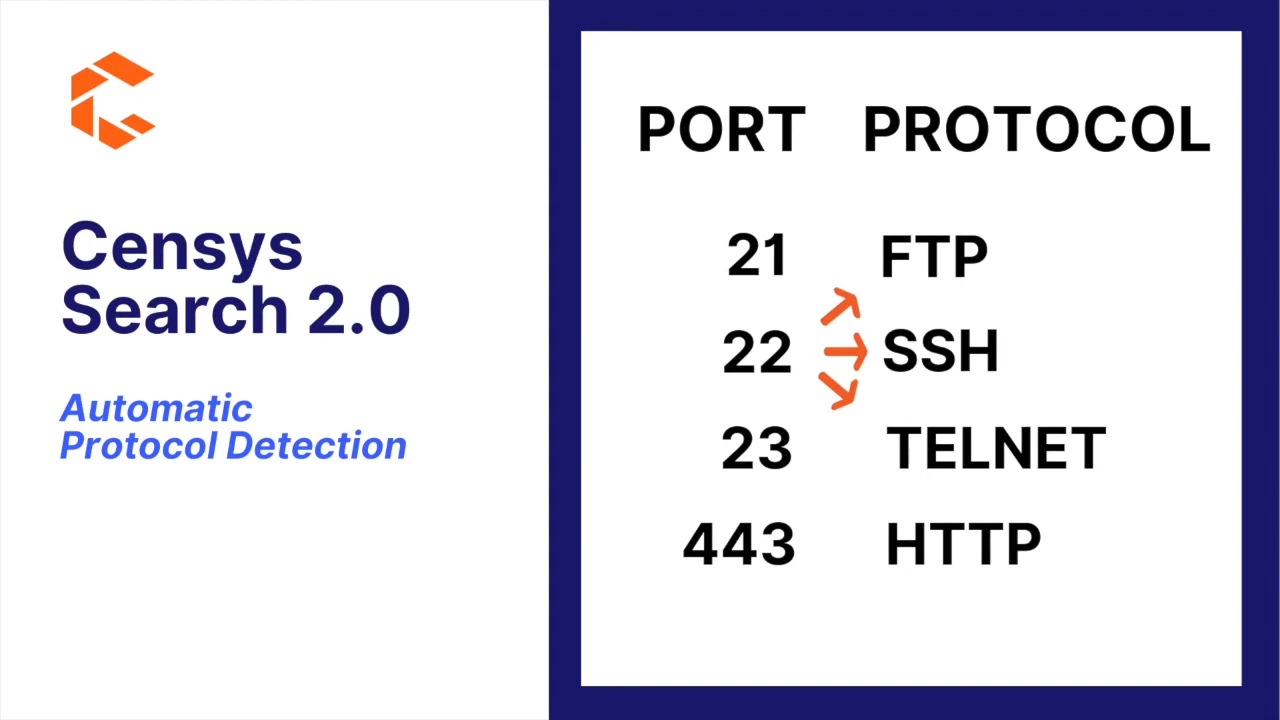 Censys
Search 2.0
Automatic
Protocol Detection
PORT PROTOCOL
21 FTP
22 SSH
23 TELNET
443 HTTP